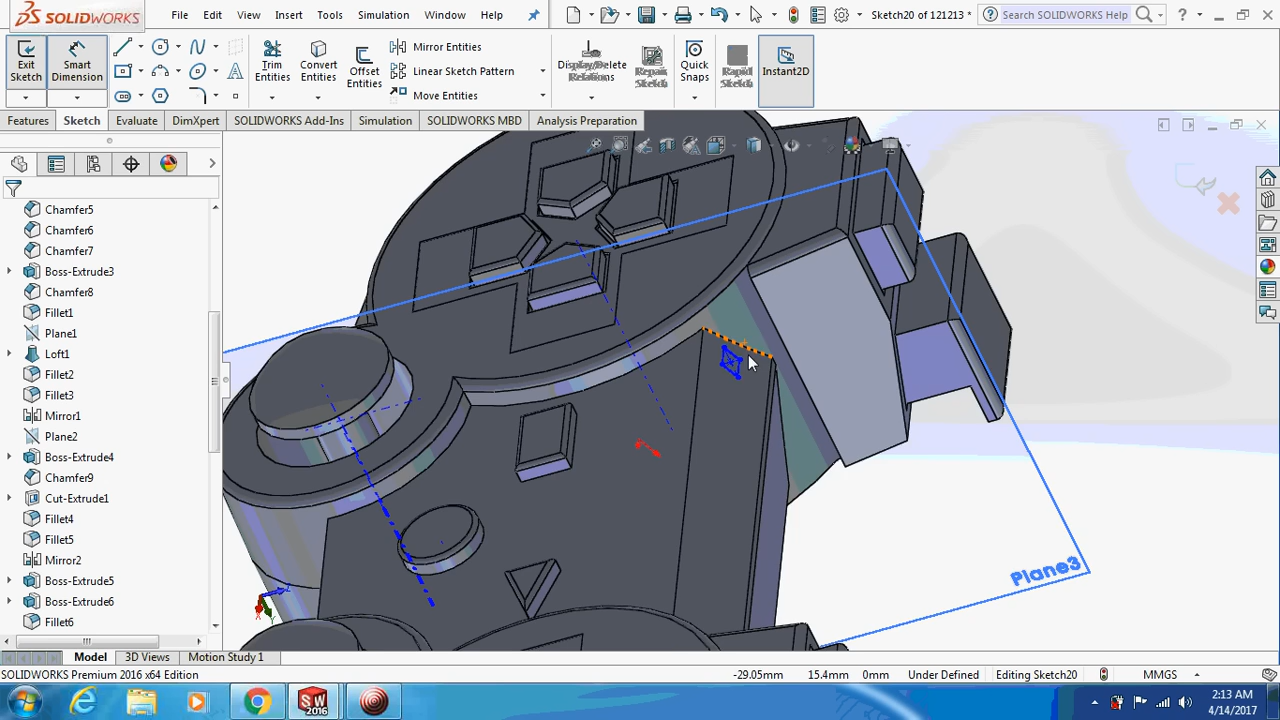 SOLIDWORKS File Edit View Insert Tools Simulation Window Help Sketch20 of 121213 * Search SOLIDWORKS Help
Exit Sketch
Smart Dimension
Trim Entities
Convert Entities
Offset Entities
Mirror Entities
Linear Sketch Pattern
Move Entities
Display/Delete Relations
Repair Sketch
Quick Snaps
Rapid Sketch
Instant2D
Features Sketch Evaluate DimXpert SOLIDWORKS Add-Ins Simulation SOLIDWORKS MBD Analysis Preparation
Chamfer5
Chamfer6
Chamfer7
Boss-Extrude3
Chamfer8
Fillet1
Plane1
Loft1
Fillet2
Fillet3
Mirror1
Plane2
Boss-Extrude4
Chamfer9
Cut-Extrude1
Fillet4
Fillet5
Mirror2
Boss-Extrude5
Boss-Extrude6
Fillet6
Plane3
Model 3D Views Motion Study 1
SOLIDWORKS Premium 2016 x64 Edition -29.05mm 15.4mm 0mm Under Defined Editing Sketch20 MMGS
SW 2016
2:13 AM
4/14/2017